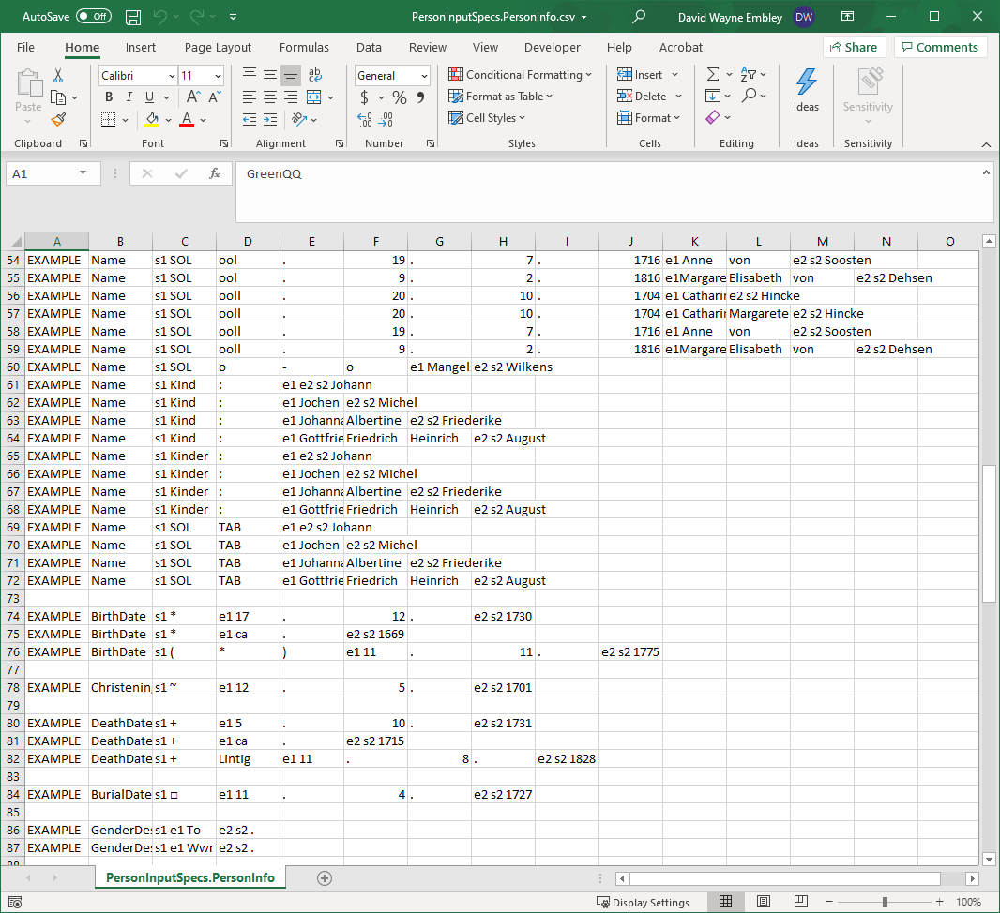 AutoSave Off PersonInputSpecs.PersonInfo.csv David Wayne Embley DW
File Home Insert Page Layout Formulas Data Review View Developer Help Acrobat Share Comments
Calibri 11 ab General Conditional Formatting Insert
Paste B I U A A $ % Format as Table Delete Ideas Sensitivity
A Cell Styles Format
Clipboard Font Alignment Number Styles Cells Editing Ideas Sensitivity
A1 fx GreenQQ
A B C D E F G H I J K L M N O
54 EXAMPLE Name s1 SOL ool . 19 . 7 . 1716 e1 Anne von e2 s2 Soosten
55 EXAMPLE Name s1 SOL ool . 9 . 2 . 1816 e1Margare Elisabeth von e2 s2 Dehsen
56 EXAMPLE Name s1 SOL ooll . 20 . 10 . 1704 e1 Catharin e2 s2 Hincke
57 EXAMPLE Name s1 SOL ooll . 20 . 10 . 1704 e1 Catharin Margarete e2 s2 Hincke
58 EXAMPLE Name s1 SOL ooll . 19 . 7 . 1716 e1 Anne von e2 s2 Soosten
59 EXAMPLE Name s1 SOL ooll . 9 . 2 . 1816 e1Margare Elisabeth von e2 s2 Dehsen
60 EXAMPLE Name s1 SOL o - o e1 Mangel e2 s2 Wilkens
61 EXAMPLE Name s1 Kind : e1 e2 s2 Johann
62 EXAMPLE Name s1 Kind : e1 Jochen e2 s2 Michel
63 EXAMPLE Name s1 Kind : e1 Johanna Albertine e2 s2 Friederike
64 EXAMPLE Name s1 Kind : e1 Gottfrie Friedrich Heinrich e2 s2 August
65 EXAMPLE Name s1 Kinder : e1 e2 s2 Johann
66 EXAMPLE Name s1 Kinder : e1 Jochen e2 s2 Michel
67 EXAMPLE Name s1 Kinder : e1 Johanna Albertine e2 s2 Friederike
68 EXAMPLE Name s1 Kinder : e1 Gottfrie Friedrich Heinrich e2 s2 August
69 EXAMPLE Name s1 SOL TAB e1 e2 s2 Johann
70 EXAMPLE Name s1 SOL TAB e1 Jochen e2 s2 Michel
71 EXAMPLE Name s1 SOL TAB e1 Johanna Albertine e2 s2 Friederike
72 EXAMPLE Name s1 SOL TAB e1 Gottfrie Friedrich Heinrich e2 s2 August
73
74 EXAMPLE BirthDate s1 * e1 17 . 12 . e2 s2 1730
75 EXAMPLE BirthDate s1 * e1 ca . e2 s2 1669
76 EXAMPLE BirthDate s1 ( * ) e1 11 . 11 . e2 s2 1775
77
78 EXAMPLE Christenin s1 ~ e1 12 . 5 . e2 s2 1701
79
80 EXAMPLE DeathDate s1 + e1 5 . 10 . e2 s2 1731
81 EXAMPLE DeathDate s1 + e1 ca . e2 s2 1715
82 EXAMPLE DeathDate s1 + Lintig e1 11 . 8 . e2 s2 1828
83
84 EXAMPLE BurialDate s1 □ e1 11 . 4 . e2 s2 1727
85
86 EXAMPLE GenderDes s1 e1 To e2 s2 .
87 EXAMPLE GenderDes s1 e1 Wwr e2 s2 .
PersonInputSpecs.PersonInfo
Display Settings 100%